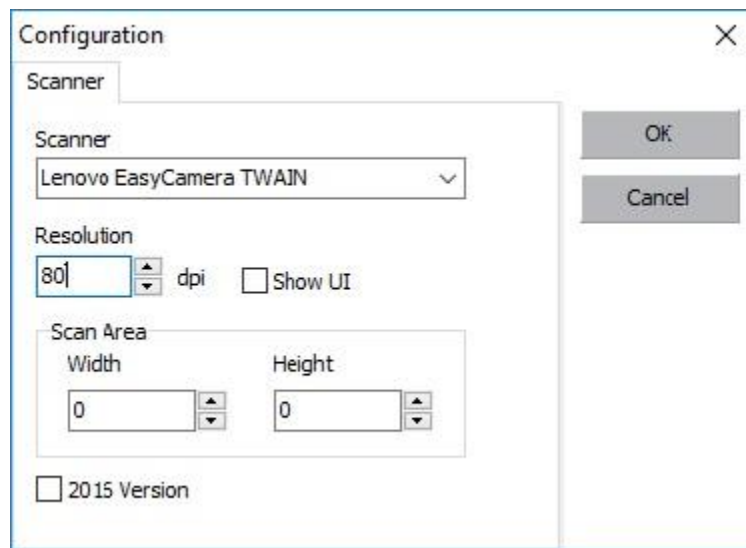 Configuration
Scanner
Scanner
OK
Lenovo EasyCamera TWAIN
Cancel
Resolution
80 dpi Show UI
Scan Area
Width Height
0 0
2015 Version